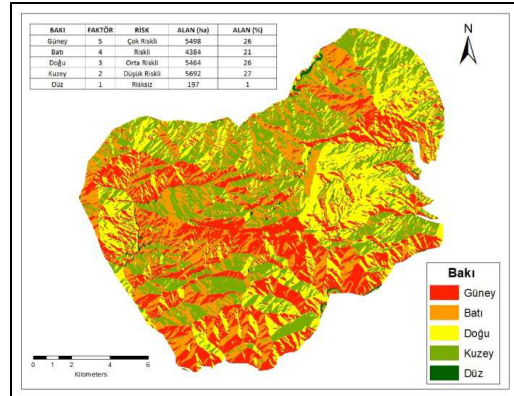 BAKI FAKTÖR RİSK ALAN (ha) ALAN (%)
Güney 5 Çok Riskli 5498 26
Batı 4 Riskli 4384 21
Doğu 3 Orta Riskli 5464 26
Kuzey 2 Düşük Riskli 5692 27
Düz 1 Risksiz 197 1
N
Bakı
Güney
Batı
Doğu
Kuzey
Düz
0 1 2 4 6
Kilometers